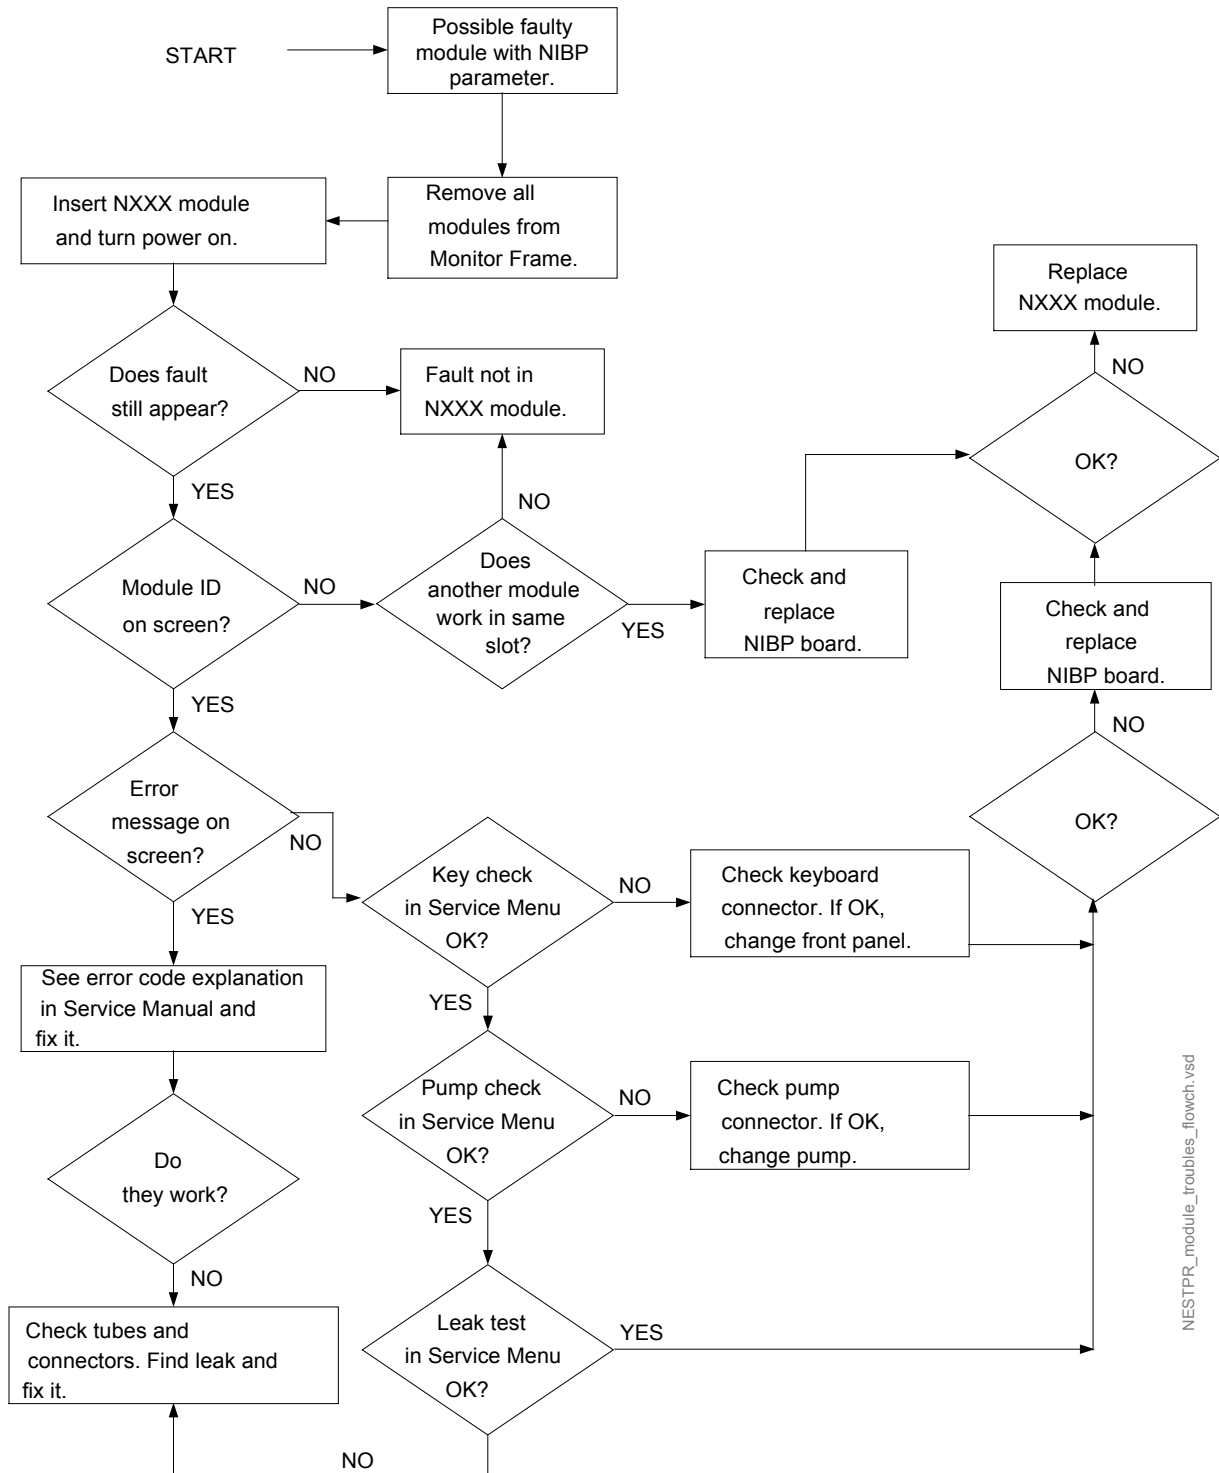 START
Possible faulty
module with NIBP
parameter.
Insert NXXX module
and turn power on.
Remove all
modules from
Monitor Frame.
Replace
NXXX module.
Does fault
still appear?
NO
Fault not in
NXXX module.
NO
OK?
YES
NO
Module ID
on screen?
NO
Does
another module
work in same
slot?
YES
Check and
replace
NIBP board.
Check and
replace
NIBP board.
YES
NO
Error
message on
screen?
NO
OK?
Key check
in Service Menu
OK?
NO
Check keyboard
connector. If OK,
change front panel.
YES
See error code explanation
in Service Manual and
fix it.
YES
Pump check
in Service Menu
OK?
NO
Check pump
connector. If OK,
change pump.
Do
they work?
YES
NO
Check tubes and
connectors. Find leak and
fix it.
Leak test
in Service Menu
OK?
YES
NO
NESTPR_module_troubles_flowch.vsd